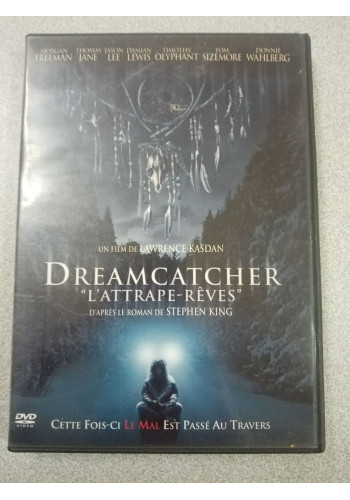 MORGAN THOMAS JASON DAMIAN TIMOTHY TOM DONNIE
FREEMAN JANE LEE LEWIS OLYPHANT SIZEMORE WAHLBERG
UN FILM DE LAWRENCE KASDAN
DREAMCATCHER
"L'ATTRAPE-RÊVES"
D'APRÈS LE ROMAN DE STEPHEN KING
DVD
VIDEO
CETTE FOIS-CI LE MAL EST PASSÉ AU TRAVERS